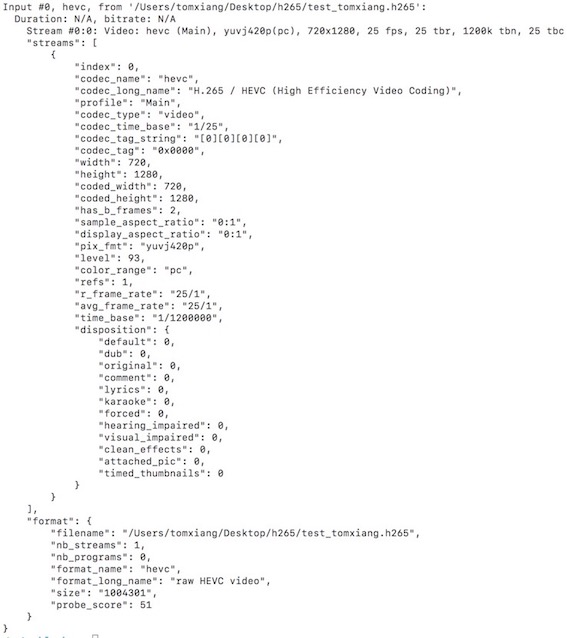 Input #0, hevc, from '/Users/tomxiang/Desktop/h265/test_tomxiang.h265':
  Duration: N/A, bitrate: N/A
    Stream #0:0: Video: hevc (Main), yuvj420p(pc), 720x1280, 25 fps, 25 tbr, 1200k tbn, 25 tbc
    "streams": [
        {
            "index": 0,
            "codec_name": "hevc",
            "codec_long_name": "H.265 / HEVC (High Efficiency Video Coding)",
            "profile": "Main",
            "codec_type": "video",
            "codec_time_base": "1/25",
            "codec_tag_string": "[0][0][0][0]",
            "codec_tag": "0x0000",
            "width": 720,
            "height": 1280,
            "coded_width": 720,
            "coded_height": 1280,
            "has_b_frames": 2,
            "sample_aspect_ratio": "0:1",
            "display_aspect_ratio": "0:1",
            "pix_fmt": "yuvj420p",
            "level": 93,
            "color_range": "pc",
            "refs": 1,
            "r_frame_rate": "25/1",
            "avg_frame_rate": "25/1",
            "time_base": "1/1200000",
            "disposition": {
                "default": 0,
                "dub": 0,
                "original": 0,
                "comment": 0,
                "lyrics": 0,
                "karaoke": 0,
                "forced": 0,
                "hearing_impaired": 0,
                "visual_impaired": 0,
                "clean_effects": 0,
                "attached_pic": 0,
                "timed_thumbnails": 0
            }
        }
    ],
    "format": {
        "filename": "/Users/tomxiang/Desktop/h265/test_tomxiang.h265",
        "nb_streams": 1,
        "nb_programs": 0,
        "format_name": "hevc",
        "format_long_name": "raw HEVC video",
        "size": "1004301",
        "probe_score": 51
    }
}